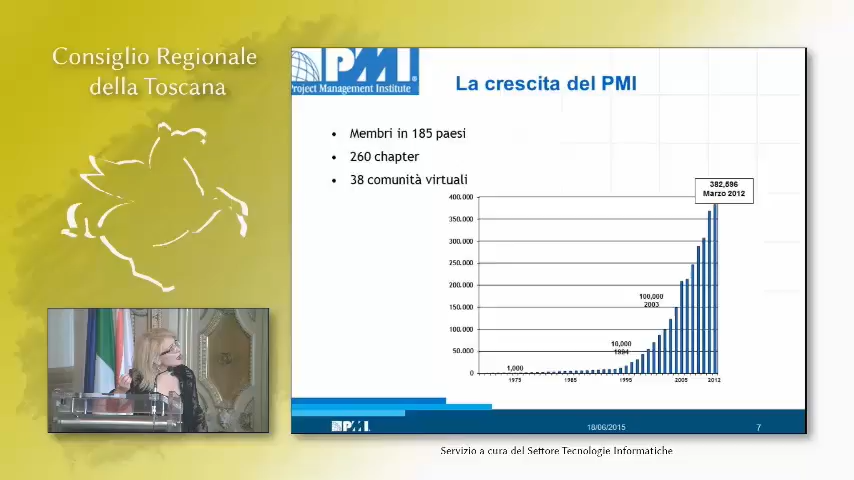 Consiglio Regionale
della Toscana
PMI
Project Management Institute
La crescita del PMI
• Membri in 185 paesi
• 260 chapter
• 38 comunità virtuali
382,596
Marzo 2012
400.000
350.000
300.000
250.000
200.000
150.000
100.000
50.000
0
100,000
2003
10,000
1994
1,000
1975
1985
1995
2005
2012
PMI
18/06/2015
7
Servizio a cura del Settore Tecnologie Informatiche